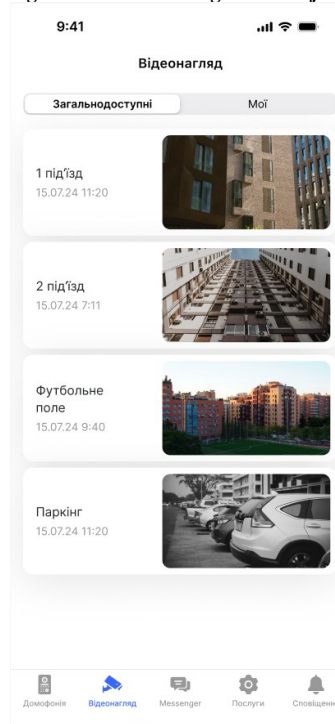 9:41
Відеонагляд
Загальнодоступні
Мої
1 під'їзд
15.07.24 11:20
2 під'їзд
15.07.24 7:11
Футбольне
поле
15.07.24 9:40
Паркінг
15.07.24 11:20
Домофонія
Відеонагляд
Messenger
Послуги